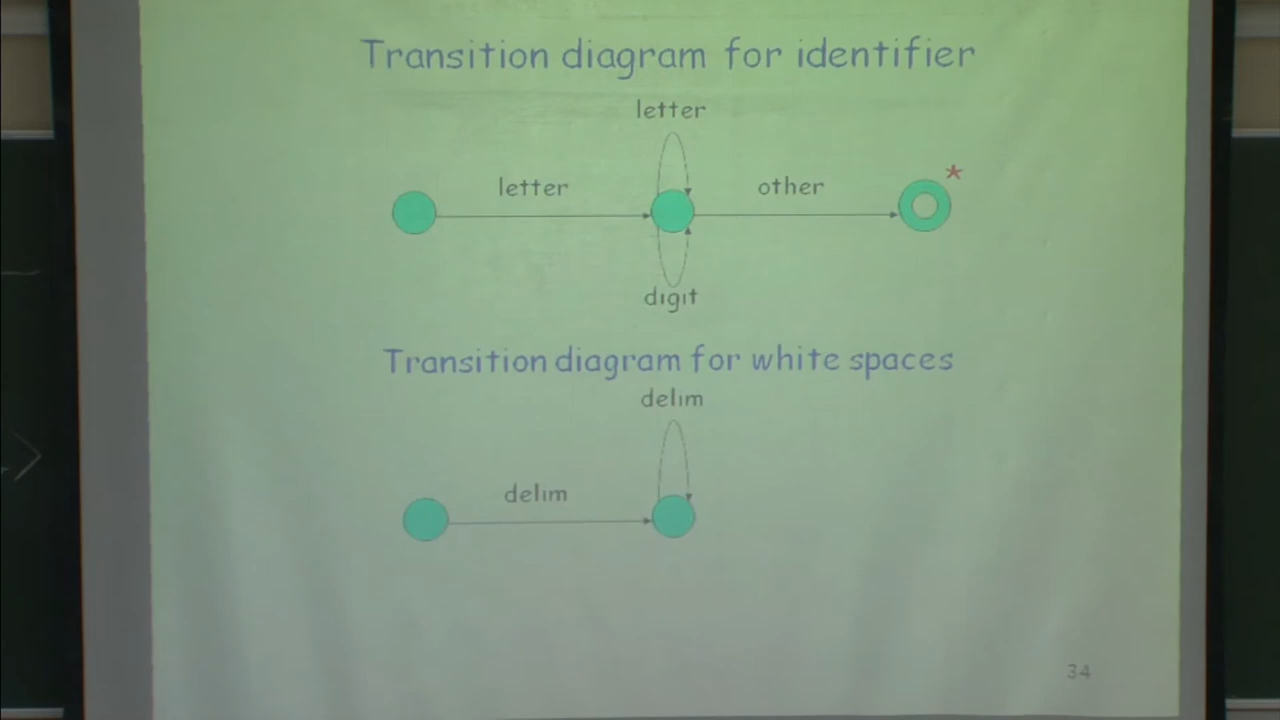 Transition diagram for identifier
letter
letter other *
digit
Transition diagram for white spaces
delim
delim
34